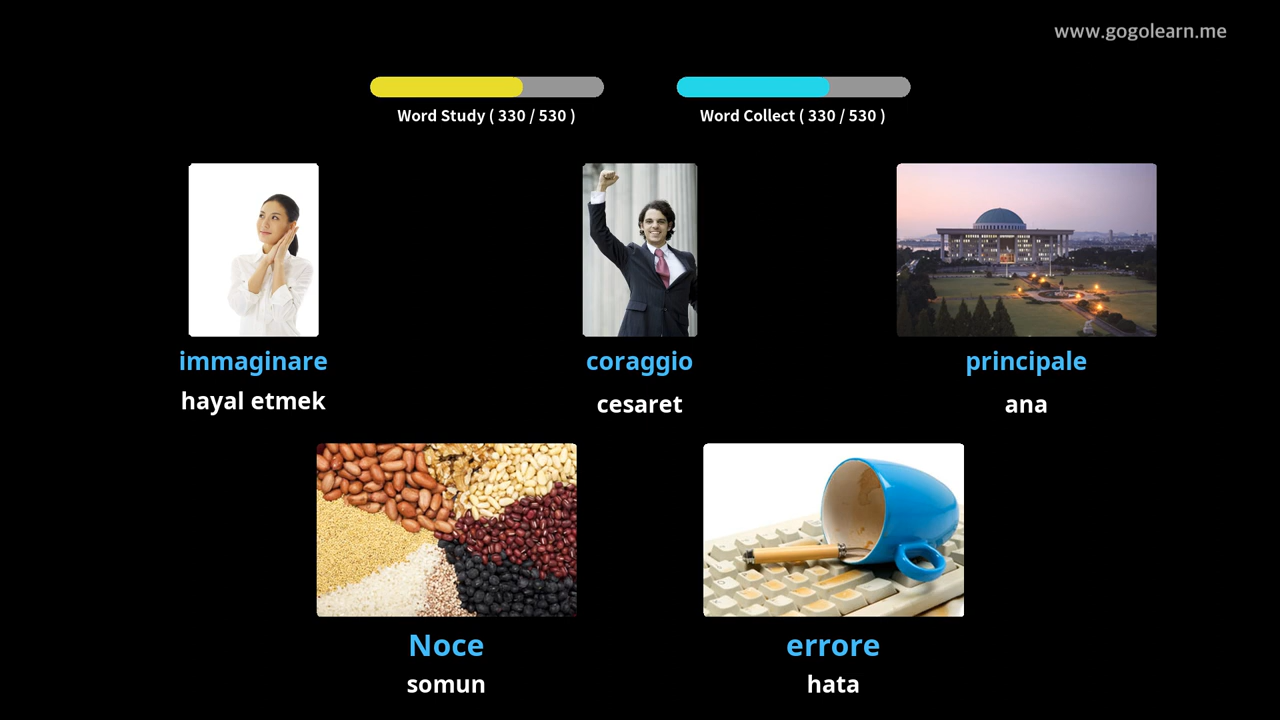 www.gogolearn.me
Word Study ( 330 / 530 )
Word Collect ( 330 / 530 )
immaginare
hayal etmek
coraggio
cesaret
principale
ana
Noce
somun
errore
hata